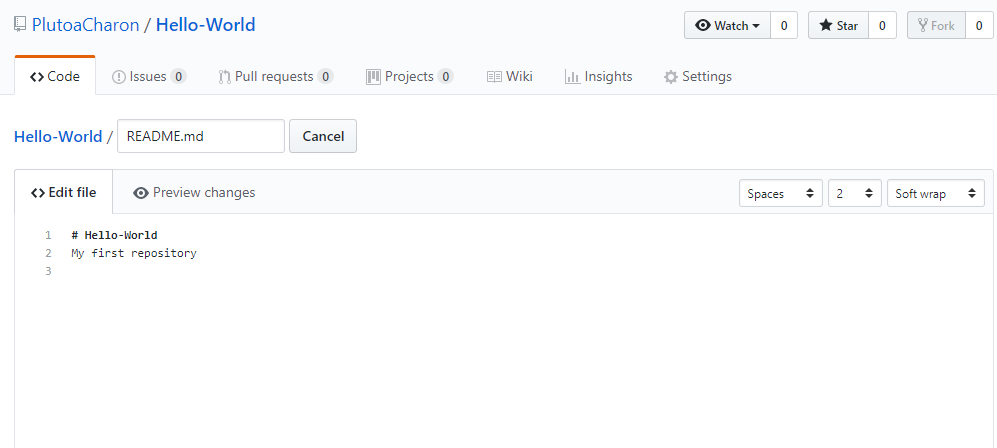 PlutoaCharon / Hello-World
Watch 0 Star 0 Fork 0
Code Issues 0 Pull requests 0 Projects 0 Wiki Insights Settings
Hello-World / README.md Cancel
Edit file Preview changes Spaces 2 Soft wrap
1 # Hello-World
2 My first repository
3